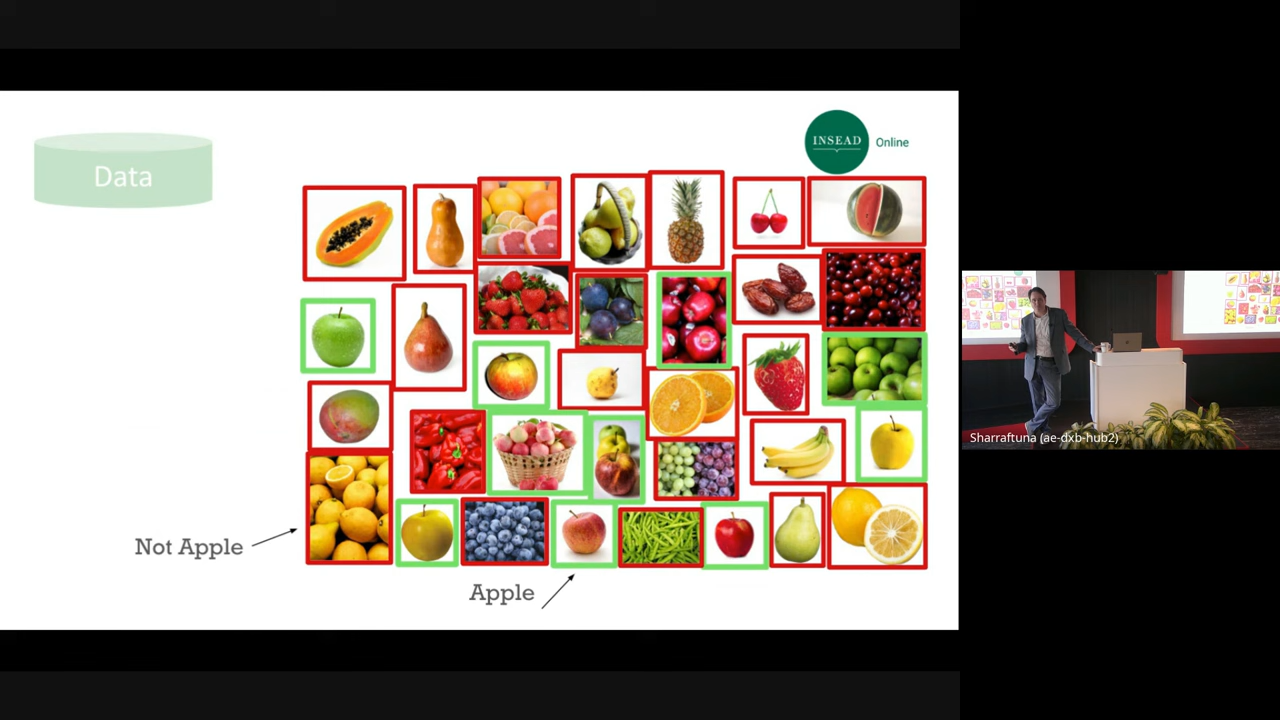 Data
INSEAD
Online
Not Apple
Apple
Sharraftuna (ae-dxb-hub2)